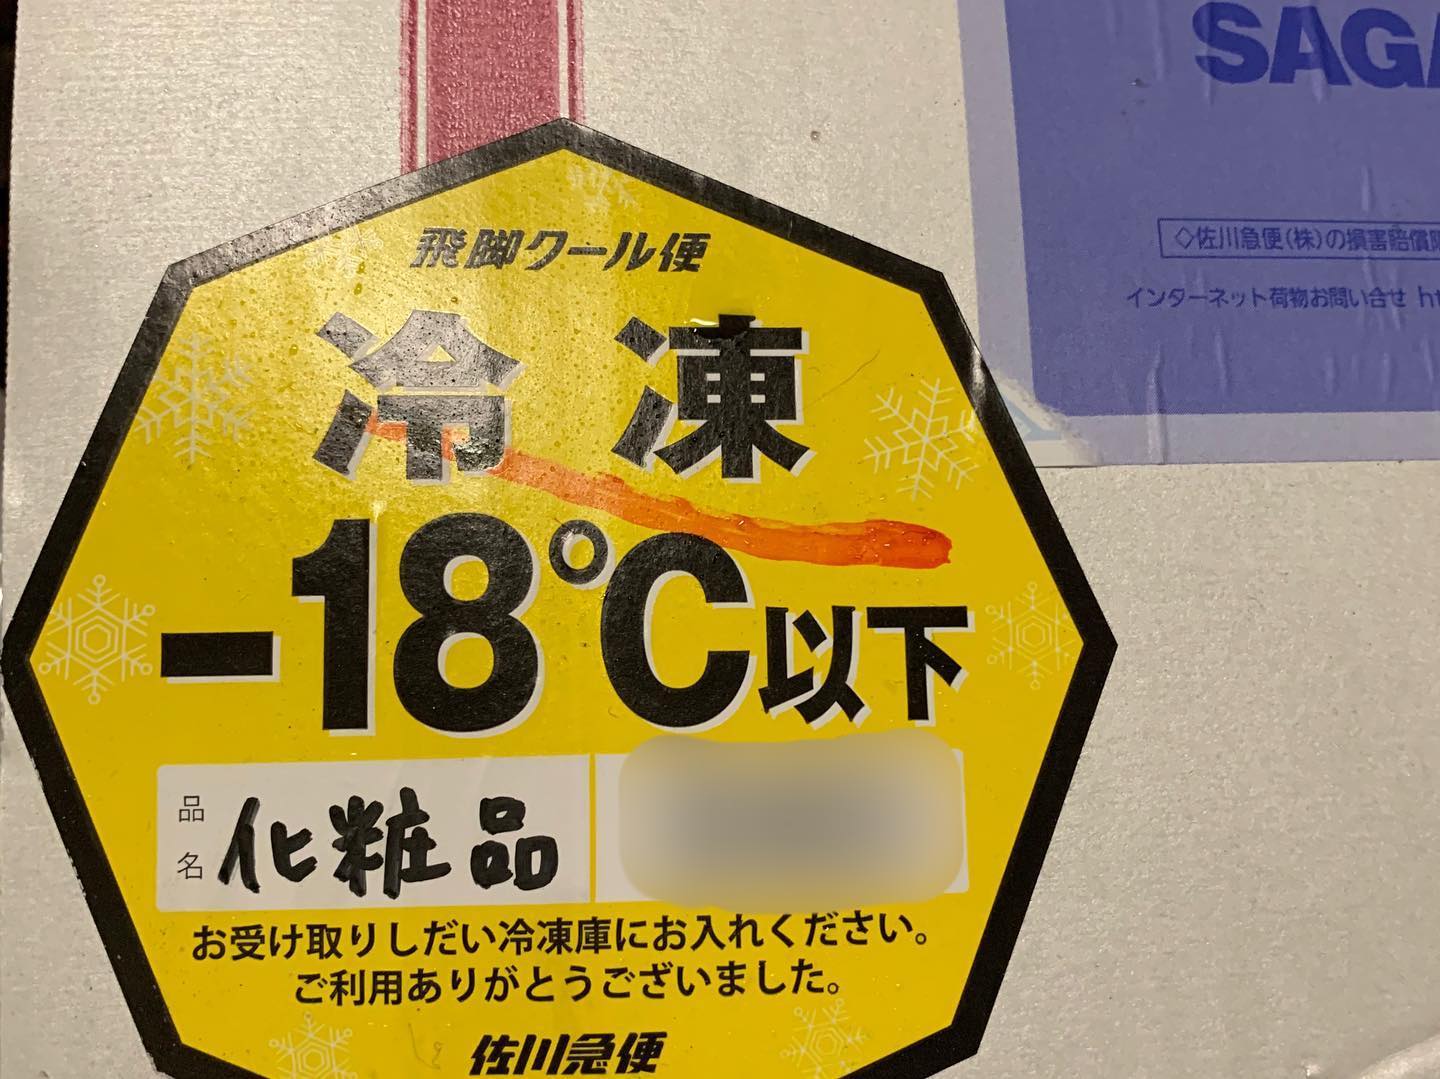 SAGA
◇佐川急便(株)の損害賠償限
インターネット荷物お問い合せ ht
飛脚クール便
冷凍
-18℃以下
品名 化粧品
お受け取りしだい冷凍庫にお入れください。
ご利用ありがとうございました。
佐川急便